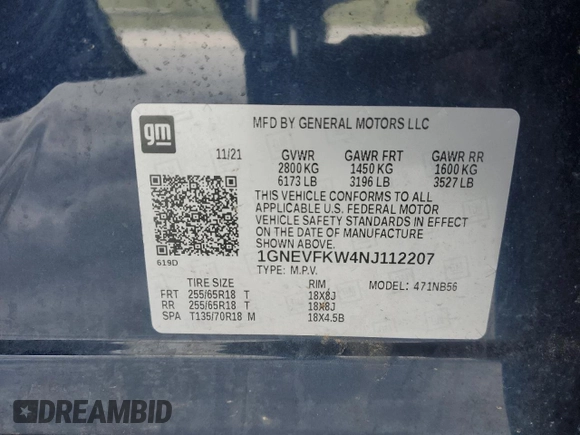 gm
MFD BY GENERAL MOTORS LLC
11/21 GVWR GAWR FRT GAWR RR
2800 KG 1450 KG 1600 KG
6173 LB 3196 LB 3527 LB
THIS VEHICLE CONFORMS TO ALL
APPLICABLE U.S. FEDERAL MOTOR
VEHICLE SAFETY STANDARDS IN EFFECT
ON THE DATE OF MANUFACTURE
SHOWN ABOVE.
619D
1GNEVFKW4NJ112207
TYPE: M.P.V. MODEL: 471NB56
TIRE SIZE RIM
FRT 255/65R18 T 18X8J
RR 255/65R18 T 18X8J
SPA T135/70R18 M 18X4.5B
DREAMBID